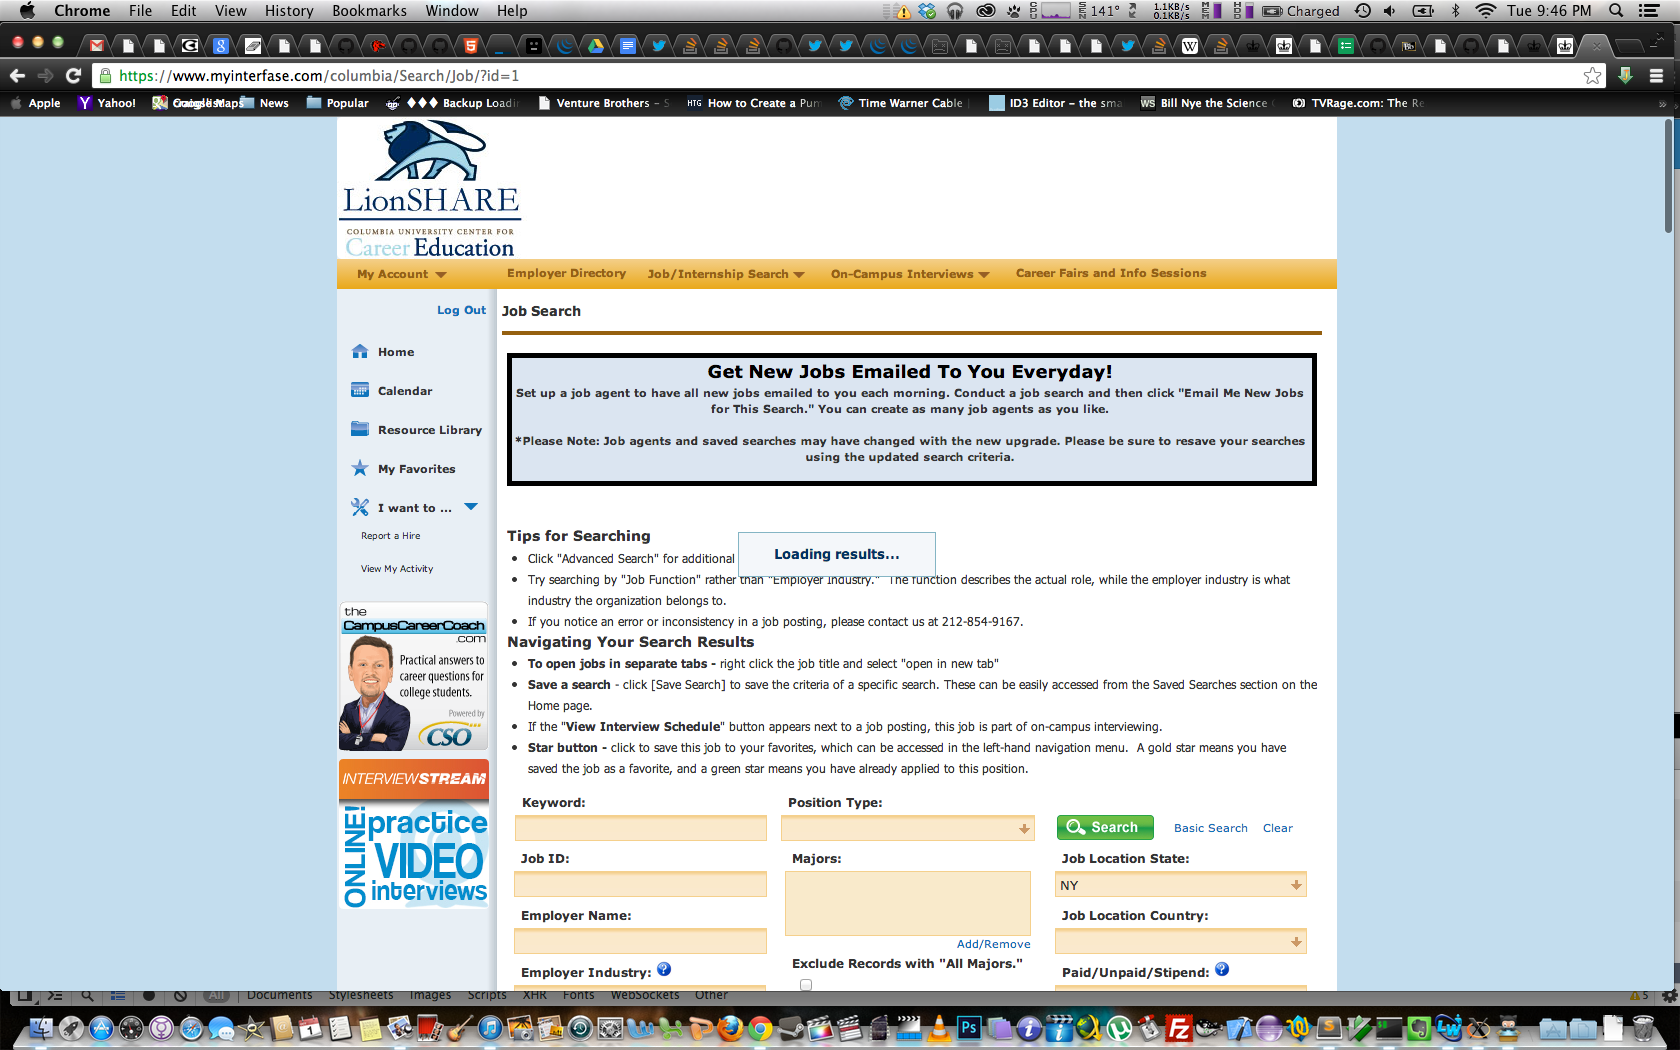 Chrome File Edit View History Bookmarks Window Help 141° 1.1KB/s 0.1KB/s Charged Tue 9:46 PM
https://www.myinterfase.com/columbia/Search/Job/?id=1
Apple Yahoo! Google Maps News Popular ♦♦♦ Backup Loadi Venture Brothers – S How to Create a Pum Time Warner Cable ID3 Editor – the sma Bill Nye the Science TVRage.com: The Re
LionSHARE
COLUMBIA UNIVERSITY CENTER FOR
Career Education
My Account Employer Directory Job/Internship Search On-Campus Interviews Career Fairs and Info Sessions
Log Out
Home
Calendar
Resource Library
My Favorites
I want to ...
Report a Hire
View My Activity
the
CampusCareerCoach
.com
Practical answers to
career questions for
college students.
Powered by
CSO
INTERVIEWSTREAM
ONLINE!
practice
VIDEO
interviews
Job Search
Get New Jobs Emailed To You Everyday!
Set up a job agent to have all new jobs emailed to you each morning. Conduct a job search and then click "Email Me New Jobs
for This Search." You can create as many job agents as you like.
*Please Note: Job agents and saved searches may have changed with the new upgrade. Please be sure to resave your searches
using the updated search criteria.
Tips for Searching
Loading results...
• Click "Advanced Search" for additional
• Try searching by "Job Function" rather than "Employer Industry." The function describes the actual role, while the employer industry is what
industry the organization belongs to.
• If you notice an error or inconsistency in a job posting, please contact us at 212-854-9167.
Navigating Your Search Results
• To open jobs in separate tabs - right click the job title and select "open in new tab"
• Save a search - click [Save Search] to save the criteria of a specific search. These can be easily accessed from the Saved Searches section on the
Home page.
• If the "View Interview Schedule" button appears next to a job posting, this job is part of on-campus interviewing.
• Star button - click to save this job to your favorites, which can be accessed in the left-hand navigation menu. A gold star means you have
saved the job as a favorite, and a green star means you have already applied to this position.
Keyword: Position Type:
Search Basic Search Clear
Job ID: Majors: Job Location State:
NY
Employer Name: Job Location Country:
Add/Remove
Exclude Records with "All Majors."
Employer Industry: Paid/Unpaid/Stipend:
All Documents Stylesheets Images Scripts XHR Fonts WebSockets Other 5